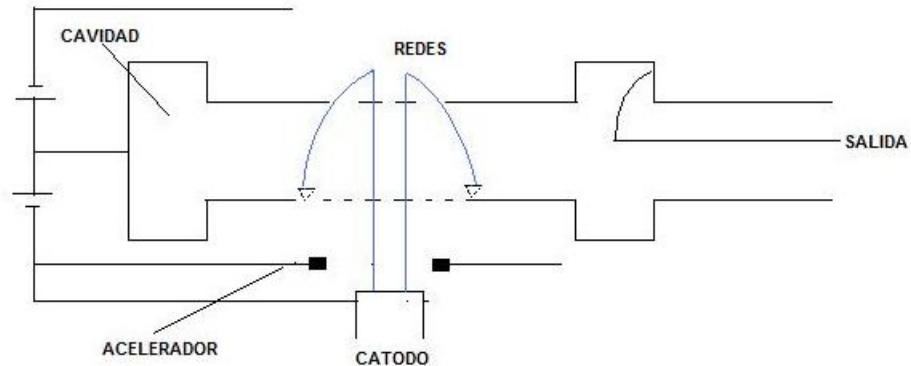 CAVIDAD
REDES
SALIDA
ACELERADOR
CATODO